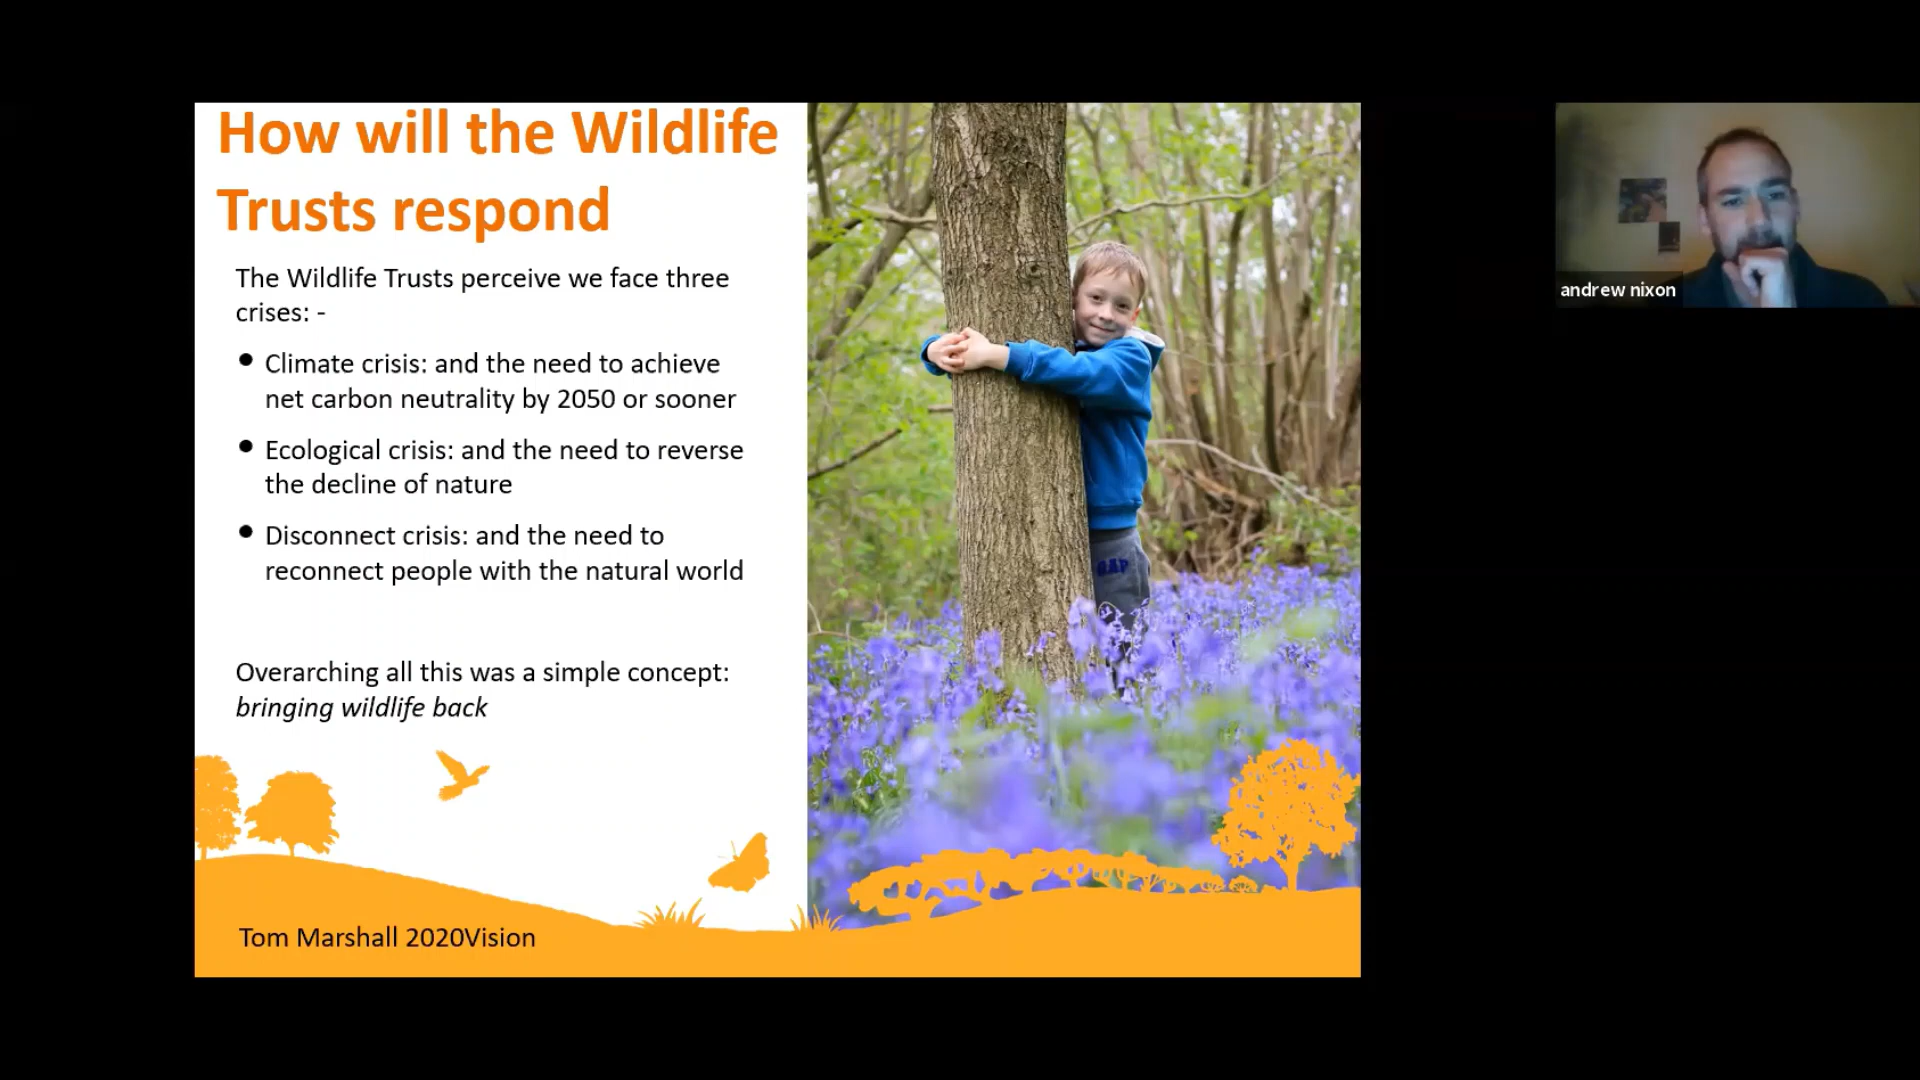 How will the Wildlife
Trusts respond
The Wildlife Trusts perceive we face three
crises: -
• Climate crisis: and the need to achieve
net carbon neutrality by 2050 or sooner
• Ecological crisis: and the need to reverse
the decline of nature
• Disconnect crisis: and the need to
reconnect people with the natural world
Overarching all this was a simple concept:
bringing wildlife back
Tom Marshall 2020Vision
GAP
andrew nixon